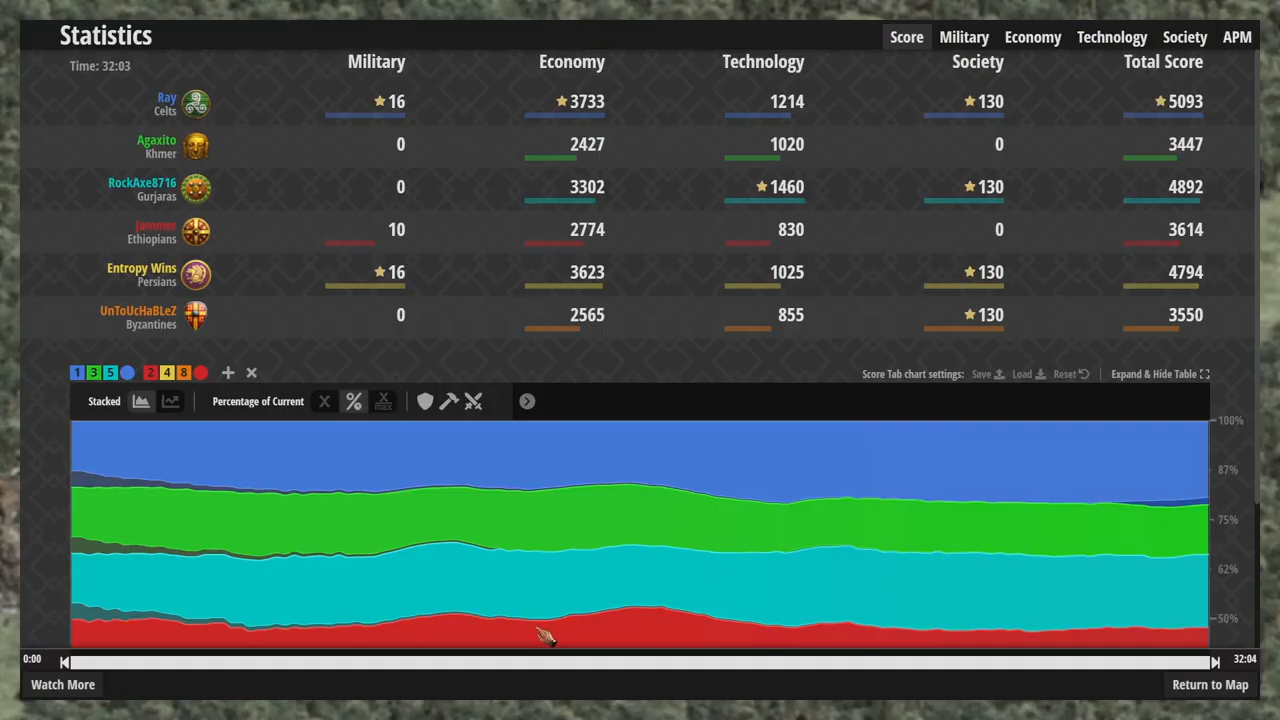 Statistics
Score Military Economy Technology Society APM
Time: 32:03
Military Economy Technology Society Total Score
Ray
Celts
16 3733 1214 130 5093
Agaxito
Khmer
0 2427 1020 0 3447
RockAxe8716
Gurjaras
0 3302 1460 130 4892
Jammer
Ethiopians
10 2774 830 0 3614
Entropy Wins
Persians
16 3623 1025 130 4794
UnToUcHaBLeZ
Byzantines
0 2565 855 130 3550
1 3 5 2 4 8
Score Tab chart settings: Save Load Reset Expand & Hide Table
Stacked Percentage of Current X % X max
100%
87%
75%
62%
50%
0:00 32:04
Watch More Return to Map